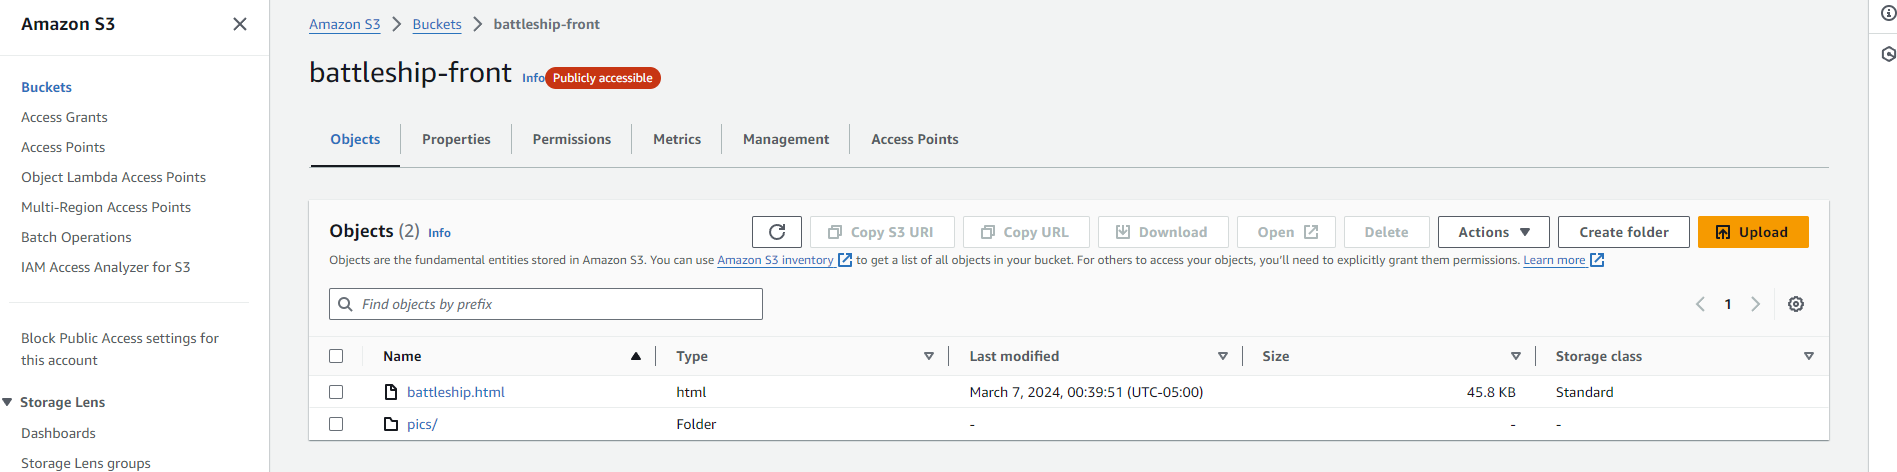 Amazon S3
Buckets
Access Grants
Access Points
Object Lambda Access Points
Multi-Region Access Points
Batch Operations
IAM Access Analyzer for S3
Block Public Access settings for
this account
Storage Lens
Dashboards
Storage Lens groups
Amazon S3 Buckets battleship-front
battleship-front Info Publicly accessible
Objects Properties Permissions Metrics Management Access Points
Objects (2) Info Copy S3 URI Copy URL Download Open Delete Actions Create folder Upload
Objects are the fundamental entities stored in Amazon S3. You can use Amazon S3 inventory to get a list of all objects in your bucket. For others to access your objects, you'll need to explicitly grant them permissions. Learn more
Find objects by prefix 1
Name Type Last modified Size Storage class
battleship.html html March 7, 2024, 00:39:51 (UTC-05:00) 45.8 KB Standard
pics/ Folder - - -